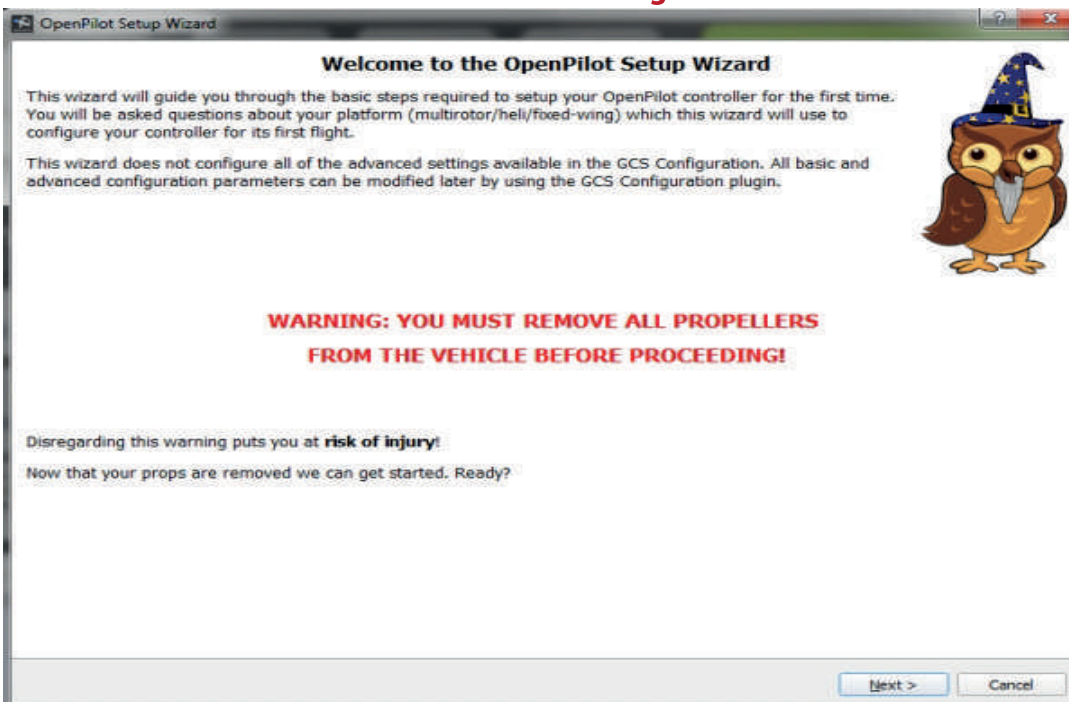 OpenPilot Setup Wizard
Welcome to the OpenPilot Setup Wizard
This wizard will guide you through the basic steps required to setup your OpenPilot controller for the first time.
You will be asked questions about your platform (multirotor/heli/fixed-wing) which this wizard will use to
configure your controller for its first flight.
This wizard does not configure all of the advanced settings available in the GCS Configuration. All basic and
advanced configuration parameters can be modified later by using the GCS Configuration plugin.
WARNING: YOU MUST REMOVE ALL PROPELLERS
FROM THE VEHICLE BEFORE PROCEEDING!
Disregarding this warning puts you at risk of injury!
Now that your props are removed we can get started. Ready?
Next > Cancel